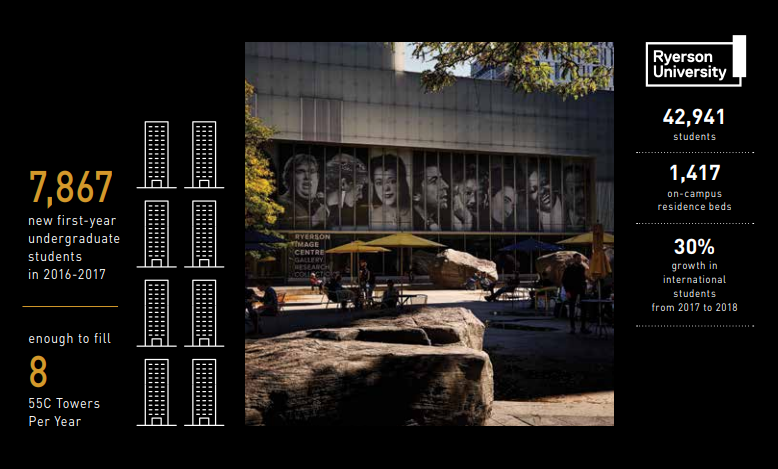 7,867
new first-year
undergraduate
students
in 2016-2017
enough to fill
8
55C Towers
Per Year
RYERSON
IMAGE
CENTRE
GALLERY
RESEARCH
Ryerson
University
42,941
students
1,417
on-campus
residence beds
30%
growth in
international
students
from 2017 to 2018